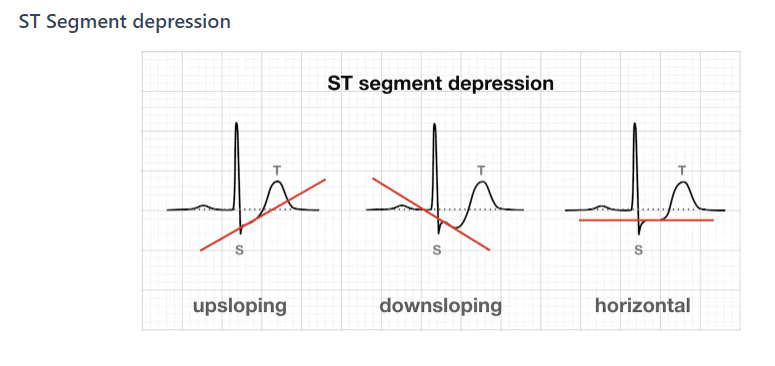 ST Segment depression
ST segment depression
T T T
S S S
upsloping downsloping horizontal